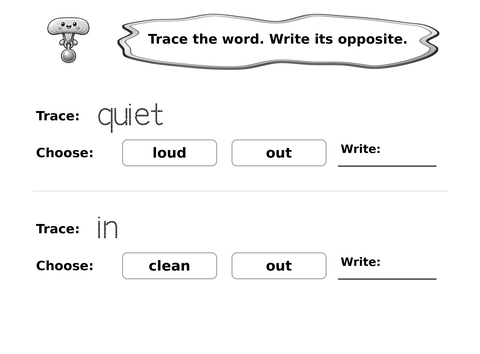 Trace the word. Write its opposite.
Trace: quiet
Choose: loud out Write:
Trace: in
Choose: clean out Write: